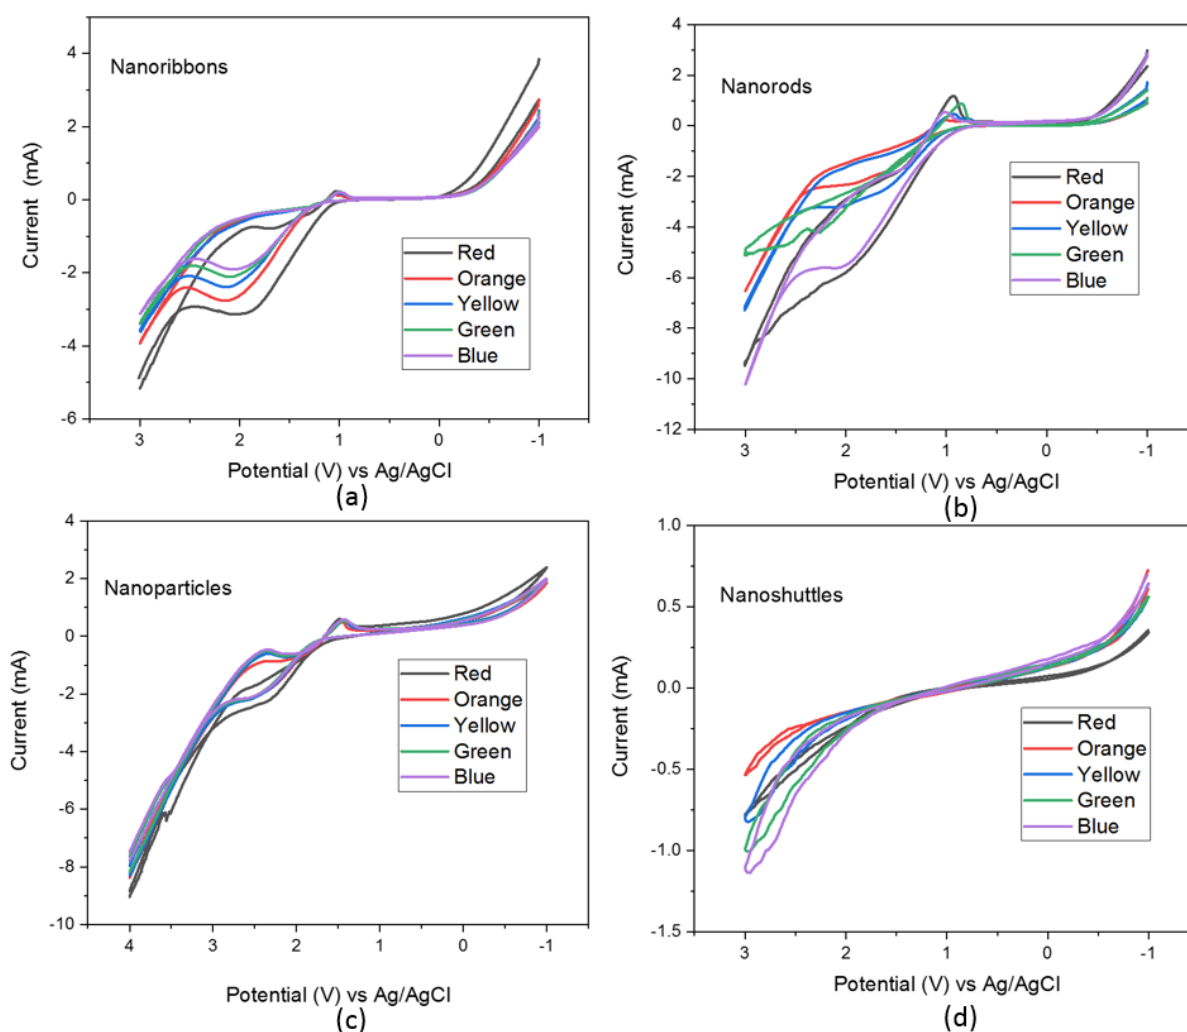 Nanoribbons
4
2
0
-2
-4
-6
Current (mA)
Red
Orange
Yellow
Green
Blue
3
2
1
0
-1
Potential (V) vs Ag/AgCl
(a)
Nanorods
4
2
0
-2
-4
-6
-8
-10
-12
Current (mA)
Red
Orange
Yellow
Green
Blue
3
2
1
0
-1
Potential (V) vs Ag/AgCl
(b)
Nanoparticles
4
2
0
-2
-4
-6
-8
-10
Current (mA)
Red
Orange
Yellow
Green
Blue
4
3
2
1
0
-1
Potential (V) vs Ag/AgCl
(c)
Nanoshuttles
1.0
0.5
0.0
-0.5
-1.0
-1.5
Current (mA)
Red
Orange
Yellow
Green
Blue
3
2
1
0
-1
Potential (V) vs Ag/AgCl
(d)